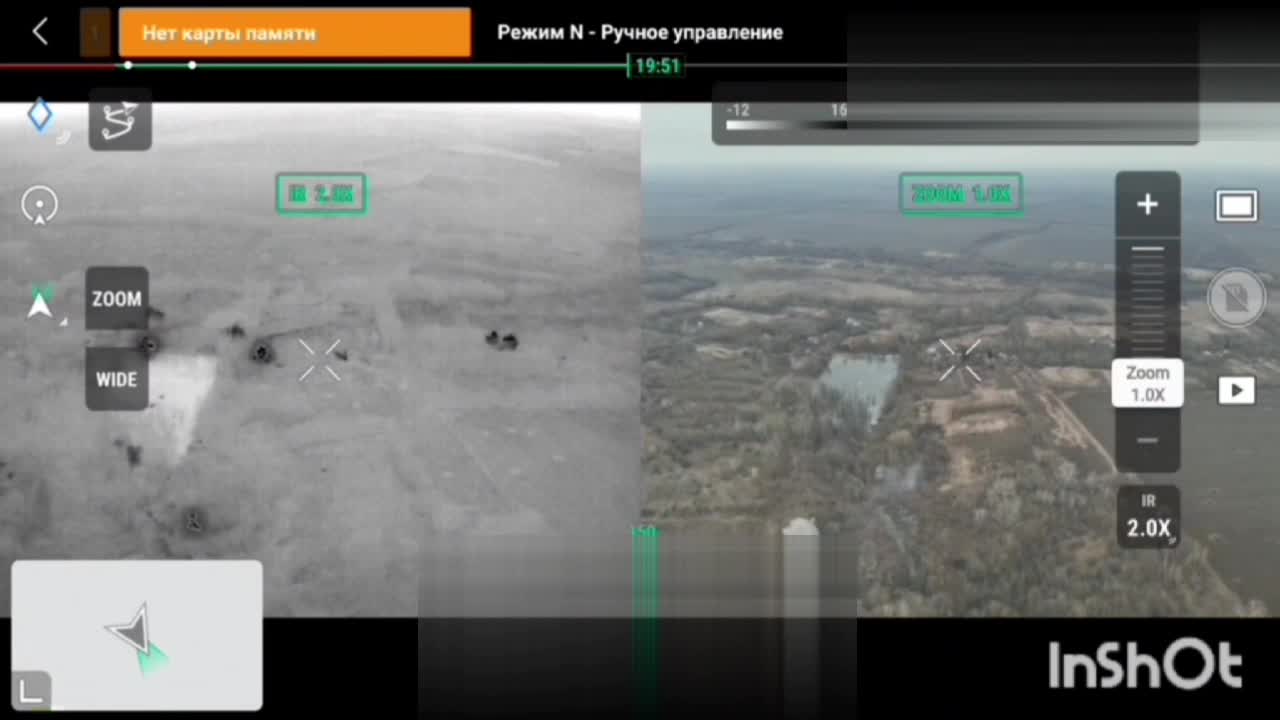 Нет карты памяти
Режим N - Ручное управление
19:51
-12 16
IR 2.0X
ZOOM 1.0X
ZOOM
WIDE
Zoom
1.0X
IR
2.0X
InShOt